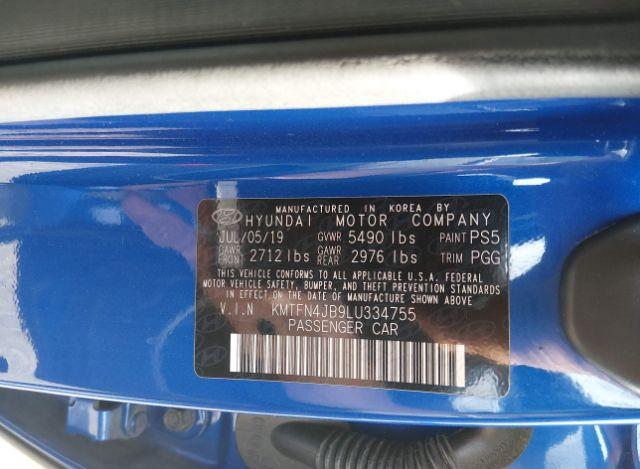 MANUFACTURED IN KOREA BY
HYUNDAI MOTOR COMPANY
JUL/05/19 GVWR 5490 lbs PAINT PS5
GAWR FRONT 2712 lbs GAWR REAR 2976 lbs TRIM PGG
THIS VEHICLE CONFORMS TO ALL APPLICABLE U.S.A. FEDERAL
MOTOR VEHICLE SAFETY, BUMPER, AND THEFT PREVENTION STANDARDS
IN EFFECT ON THE DATE OF MANUFACTURE SHOWN ABOVE
V.I.N KMTFN4JB9LU334755
PASSENGER CAR